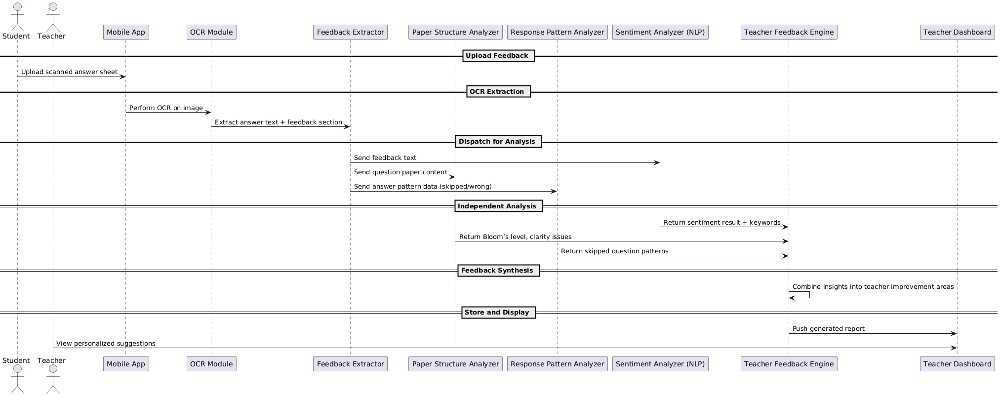 Student
Teacher
Mobile App
OCR Module
Feedback Extractor
Paper Structure Analyzer
Response Pattern Analyzer
Sentiment Analyzer (NLP)
Teacher Feedback Engine
Teacher Dashboard
Upload Feedback
Upload scanned answer sheet
OCR Extraction
Perform OCR on image
Extract answer text + feedback section
Dispatch for Analysis
Send feedback text
Send question paper content
Send answer pattern data (skipped/wrong)
Independent Analysis
Return sentiment result + keywords
Return Bloom’s level, clarity issues
Return skipped question patterns
Feedback Synthesis
Combine insights into teacher improvement areas
Store and Display
Push generated report
View personalized suggestions
Student
Teacher
Mobile App
OCR Module
Feedback Extractor
Paper Structure Analyzer
Response Pattern Analyzer
Sentiment Analyzer (NLP)
Teacher Feedback Engine
Teacher Dashboard